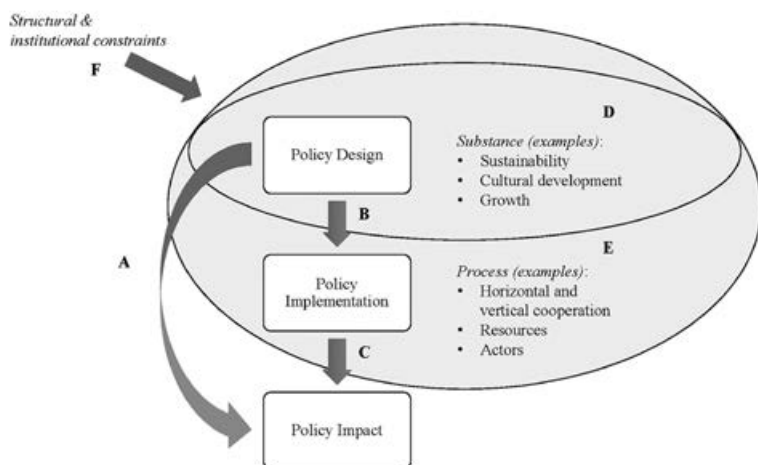 Structural &
institutional constraints
F
D
Policy Design
Substance (examples):
• Sustainability
• Cultural development
• Growth
B
E
A
Policy
Implementation
Process (examples):
• Horizontal and
vertical cooperation
• Resources
• Actors
C
Policy Impact